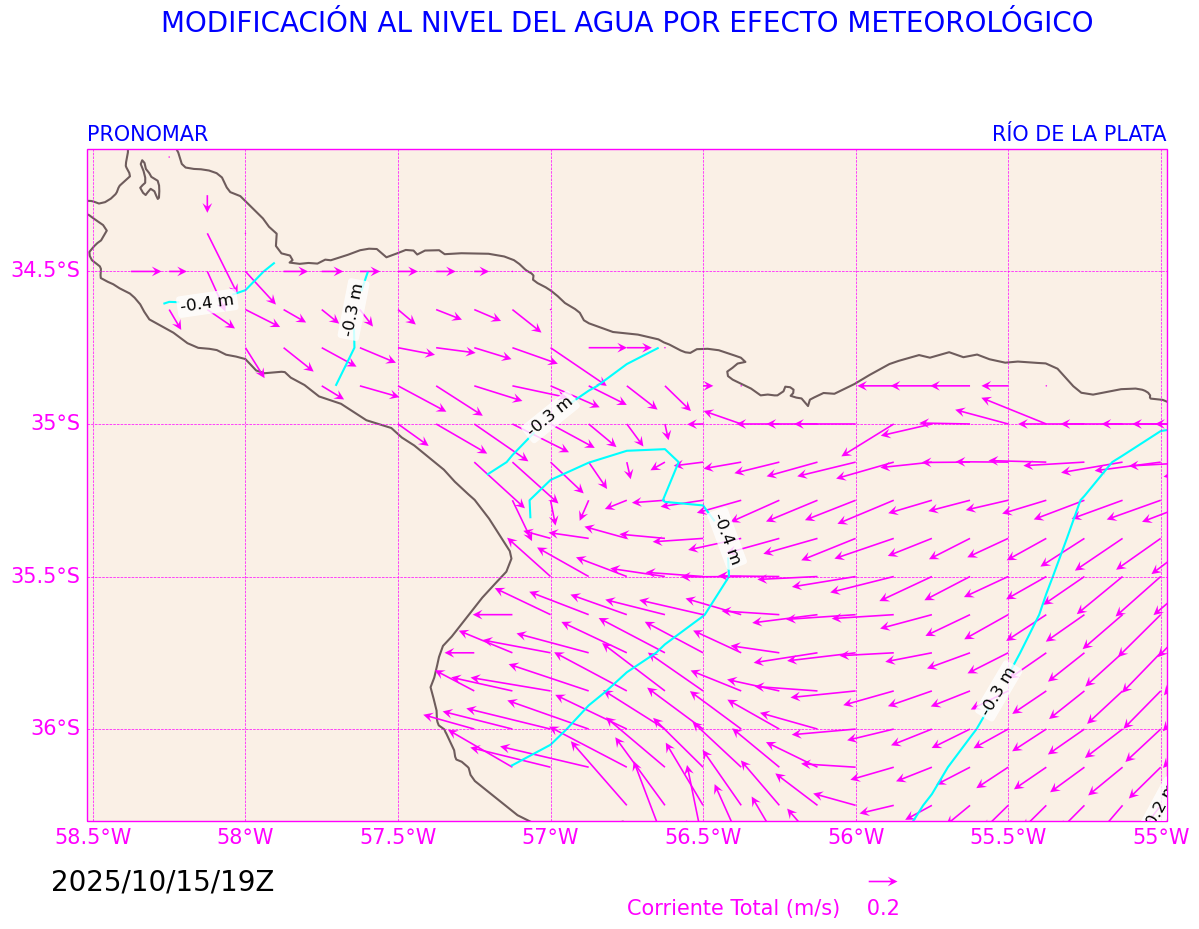 MODIFICACIÓN AL NIVEL DEL AGUA POR EFECTO METEOROLÓGICO
PRONOMAR
RÍO DE LA PLATA
34.5°S
35°S
35.5°S
36°S
-0.4 m
-0.3 m
-0.3 m
-0.4 m
-0.3 m
58.5°W
58°W
57.5°W
57°W
56.5°W
56°W
55.5°W
55°W
2025/10/15/19Z
Corriente Total (m/s)
0.2